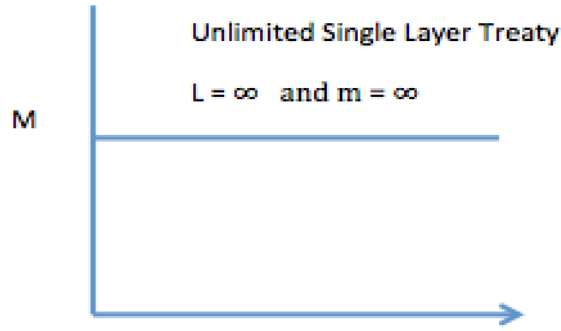 Unlimited Single Layer Treaty
L = ∞ and m = ∞
M